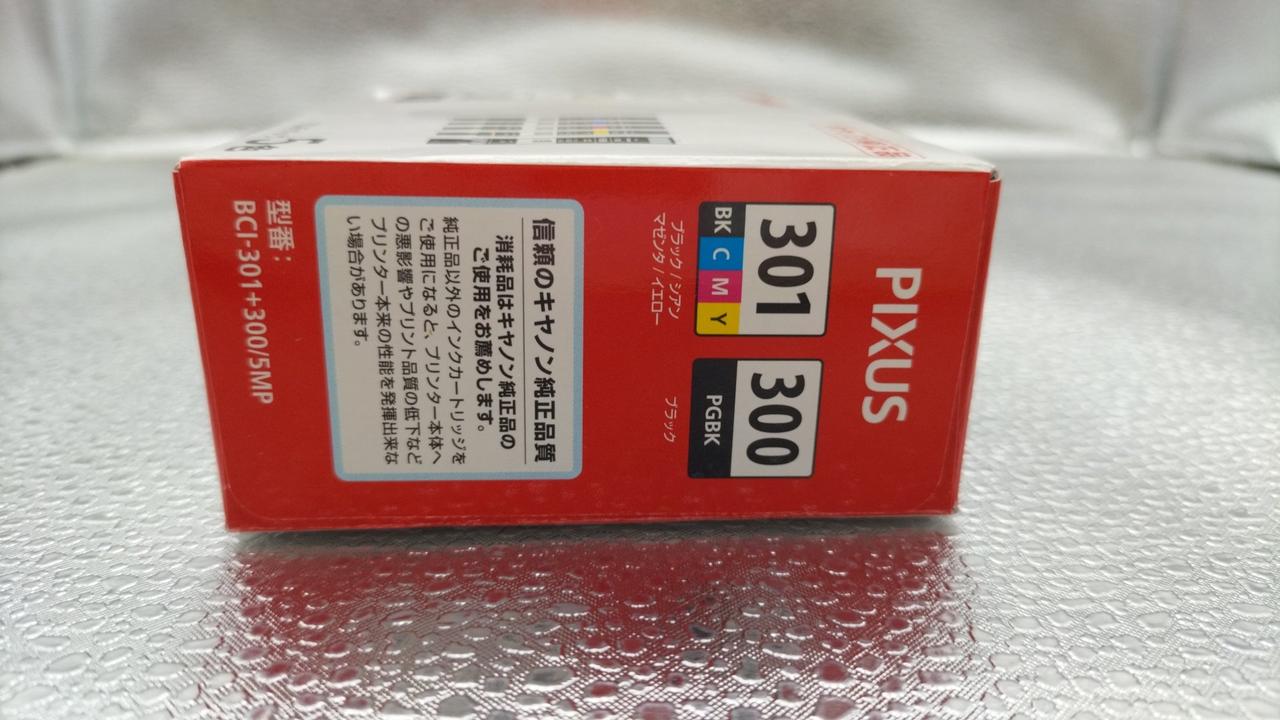 PIXUS
301
BK C M Y
ブラック / シアン
マゼンタ / イエロー
300
PGBK
ブラック
信頼のキヤノン純正品質
消耗品はキヤノン純正品の
ご使用をお薦めします。
純正品以外のインクカートリッジを
ご使用になると、プリンター本体へ
の悪影響やプリント品質の低下など
プリンター本来の性能を発揮出来な
い場合があります。
型番：
BCI-301+300/5MP